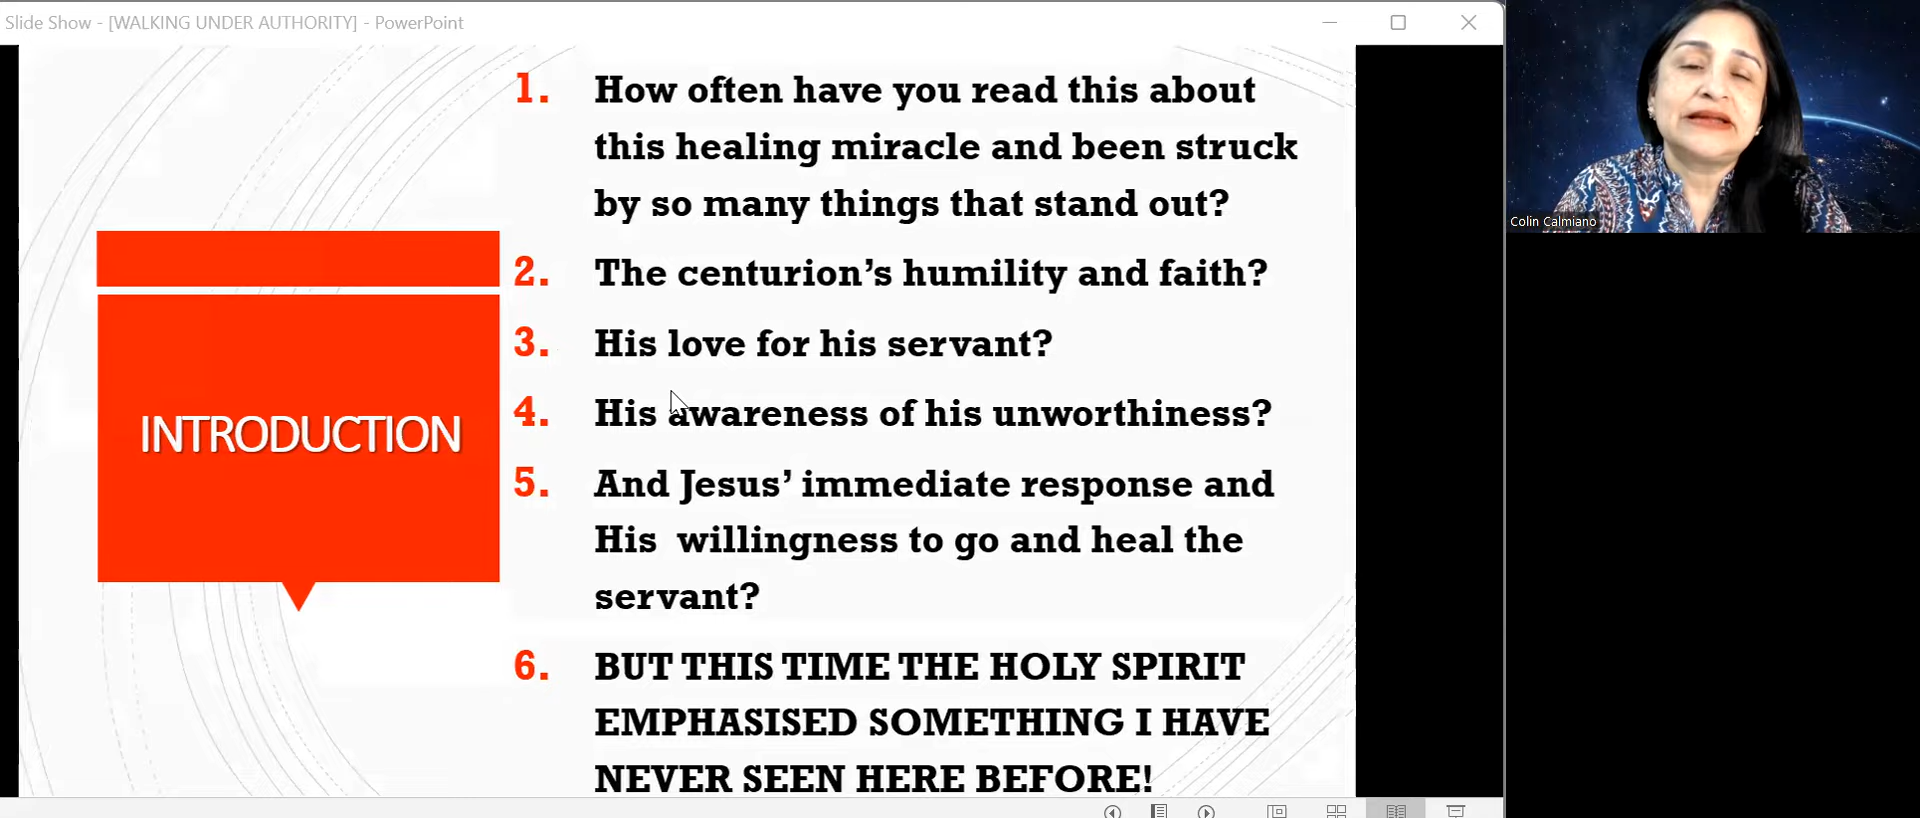 Slide Show - [WALKING UNDER AUTHORITY] - PowerPoint
INTRODUCTION
1. How often have you read this about
this healing miracle and been struck
by so many things that stand out?
2. The centurion’s humility and faith?
3. His love for his servant?
4. His awareness of his unworthiness?
5. And Jesus’ immediate response and
His  willingness to go and heal the
servant?
6. BUT THIS TIME THE HOLY SPIRIT
EMPHASISED SOMETHING I HAVE
NEVER SEEN HERE BEFORE!
Colin Calmiano